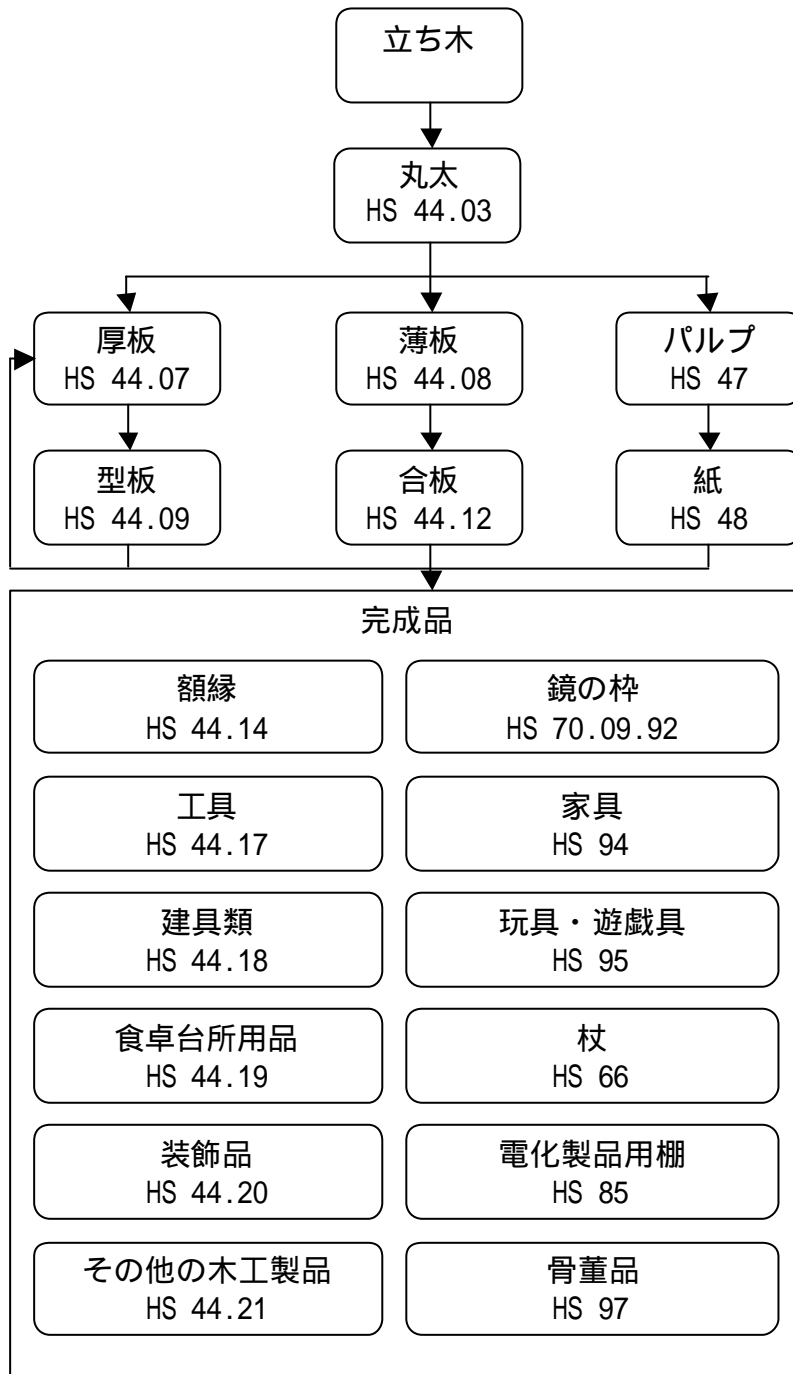 立ち木
丸太
HS 44.03
厚板
HS 44.07
薄板
HS 44.08
パルプ
HS 47
型板
HS 44.09
合板
HS 44.12
紙
HS 48
完成品
額縁
HS 44.14
鏡の枠
HS 70.09.92
工具
HS 44.17
家具
HS 94
建具類
HS 44.18
玩具・遊戯具
HS 95
食卓台所用品
HS 44.19
杖
HS 66
装飾品
HS 44.20
電化製品用棚
HS 85
その他の木工製品
HS 44.21
骨董品
HS 97